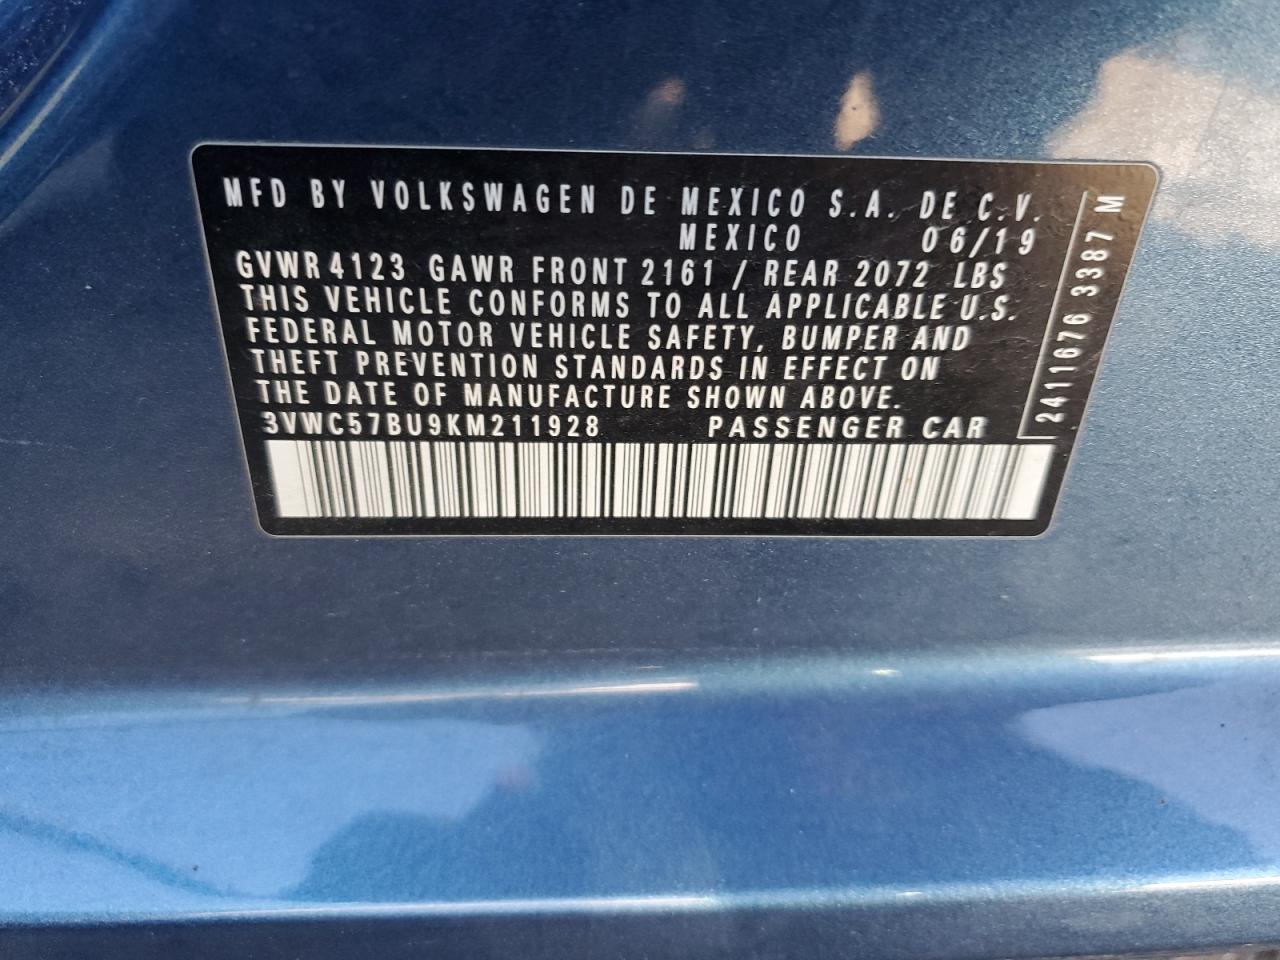 MFD BY VOLKSWAGEN DE MEXICO S.A. DE C.V.
MEXICO 06/19
GVWR 4123 GAWR FRONT 2161 / REAR 2072 LBS
THIS VEHICLE CONFORMS TO ALL APPLICABLE U.S.
FEDERAL MOTOR VEHICLE SAFETY, BUMPER AND
THEFT PREVENTION STANDARDS IN EFFECT ON
THE DATE OF MANUFACTURE SHOWN ABOVE.
3VWC57BU9KM211928 PASSENGER CAR
2411676 3387 M